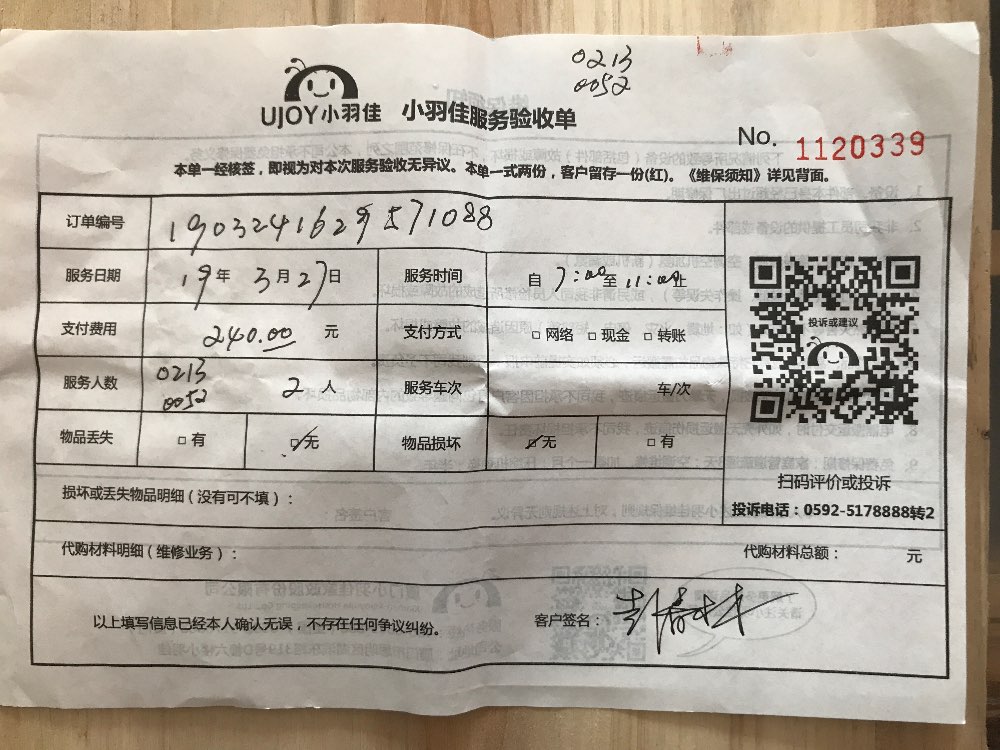 0213
0052
UJOY小羽佳 小羽佳服务验收单
No. 1120339
本单一经核签，即视为对本次服务验收无异议。本单一式两份，客户留存一份(红)。《维保须知》详见背面。
订单编号
服务日期 19年 3月27日 服务时间 自 7:00至 11:00止
支付费用 240.00 元 支付方式 □网络 □现金 □转账
投诉或建议
服务人数 0213 0052 2人 服务车次 车/次
物品丢失 □有 ☑无 物品损坏 ☑无 □有
扫码评价或投诉
损坏或丢失物品明细（没有可不填）：
投诉电话：0592-5178888转2
代购材料明细（维修业务）： 代购材料总额： 元
以上填写信息已经本人确认无误，不存在任何争议纠纷。 客户签名：